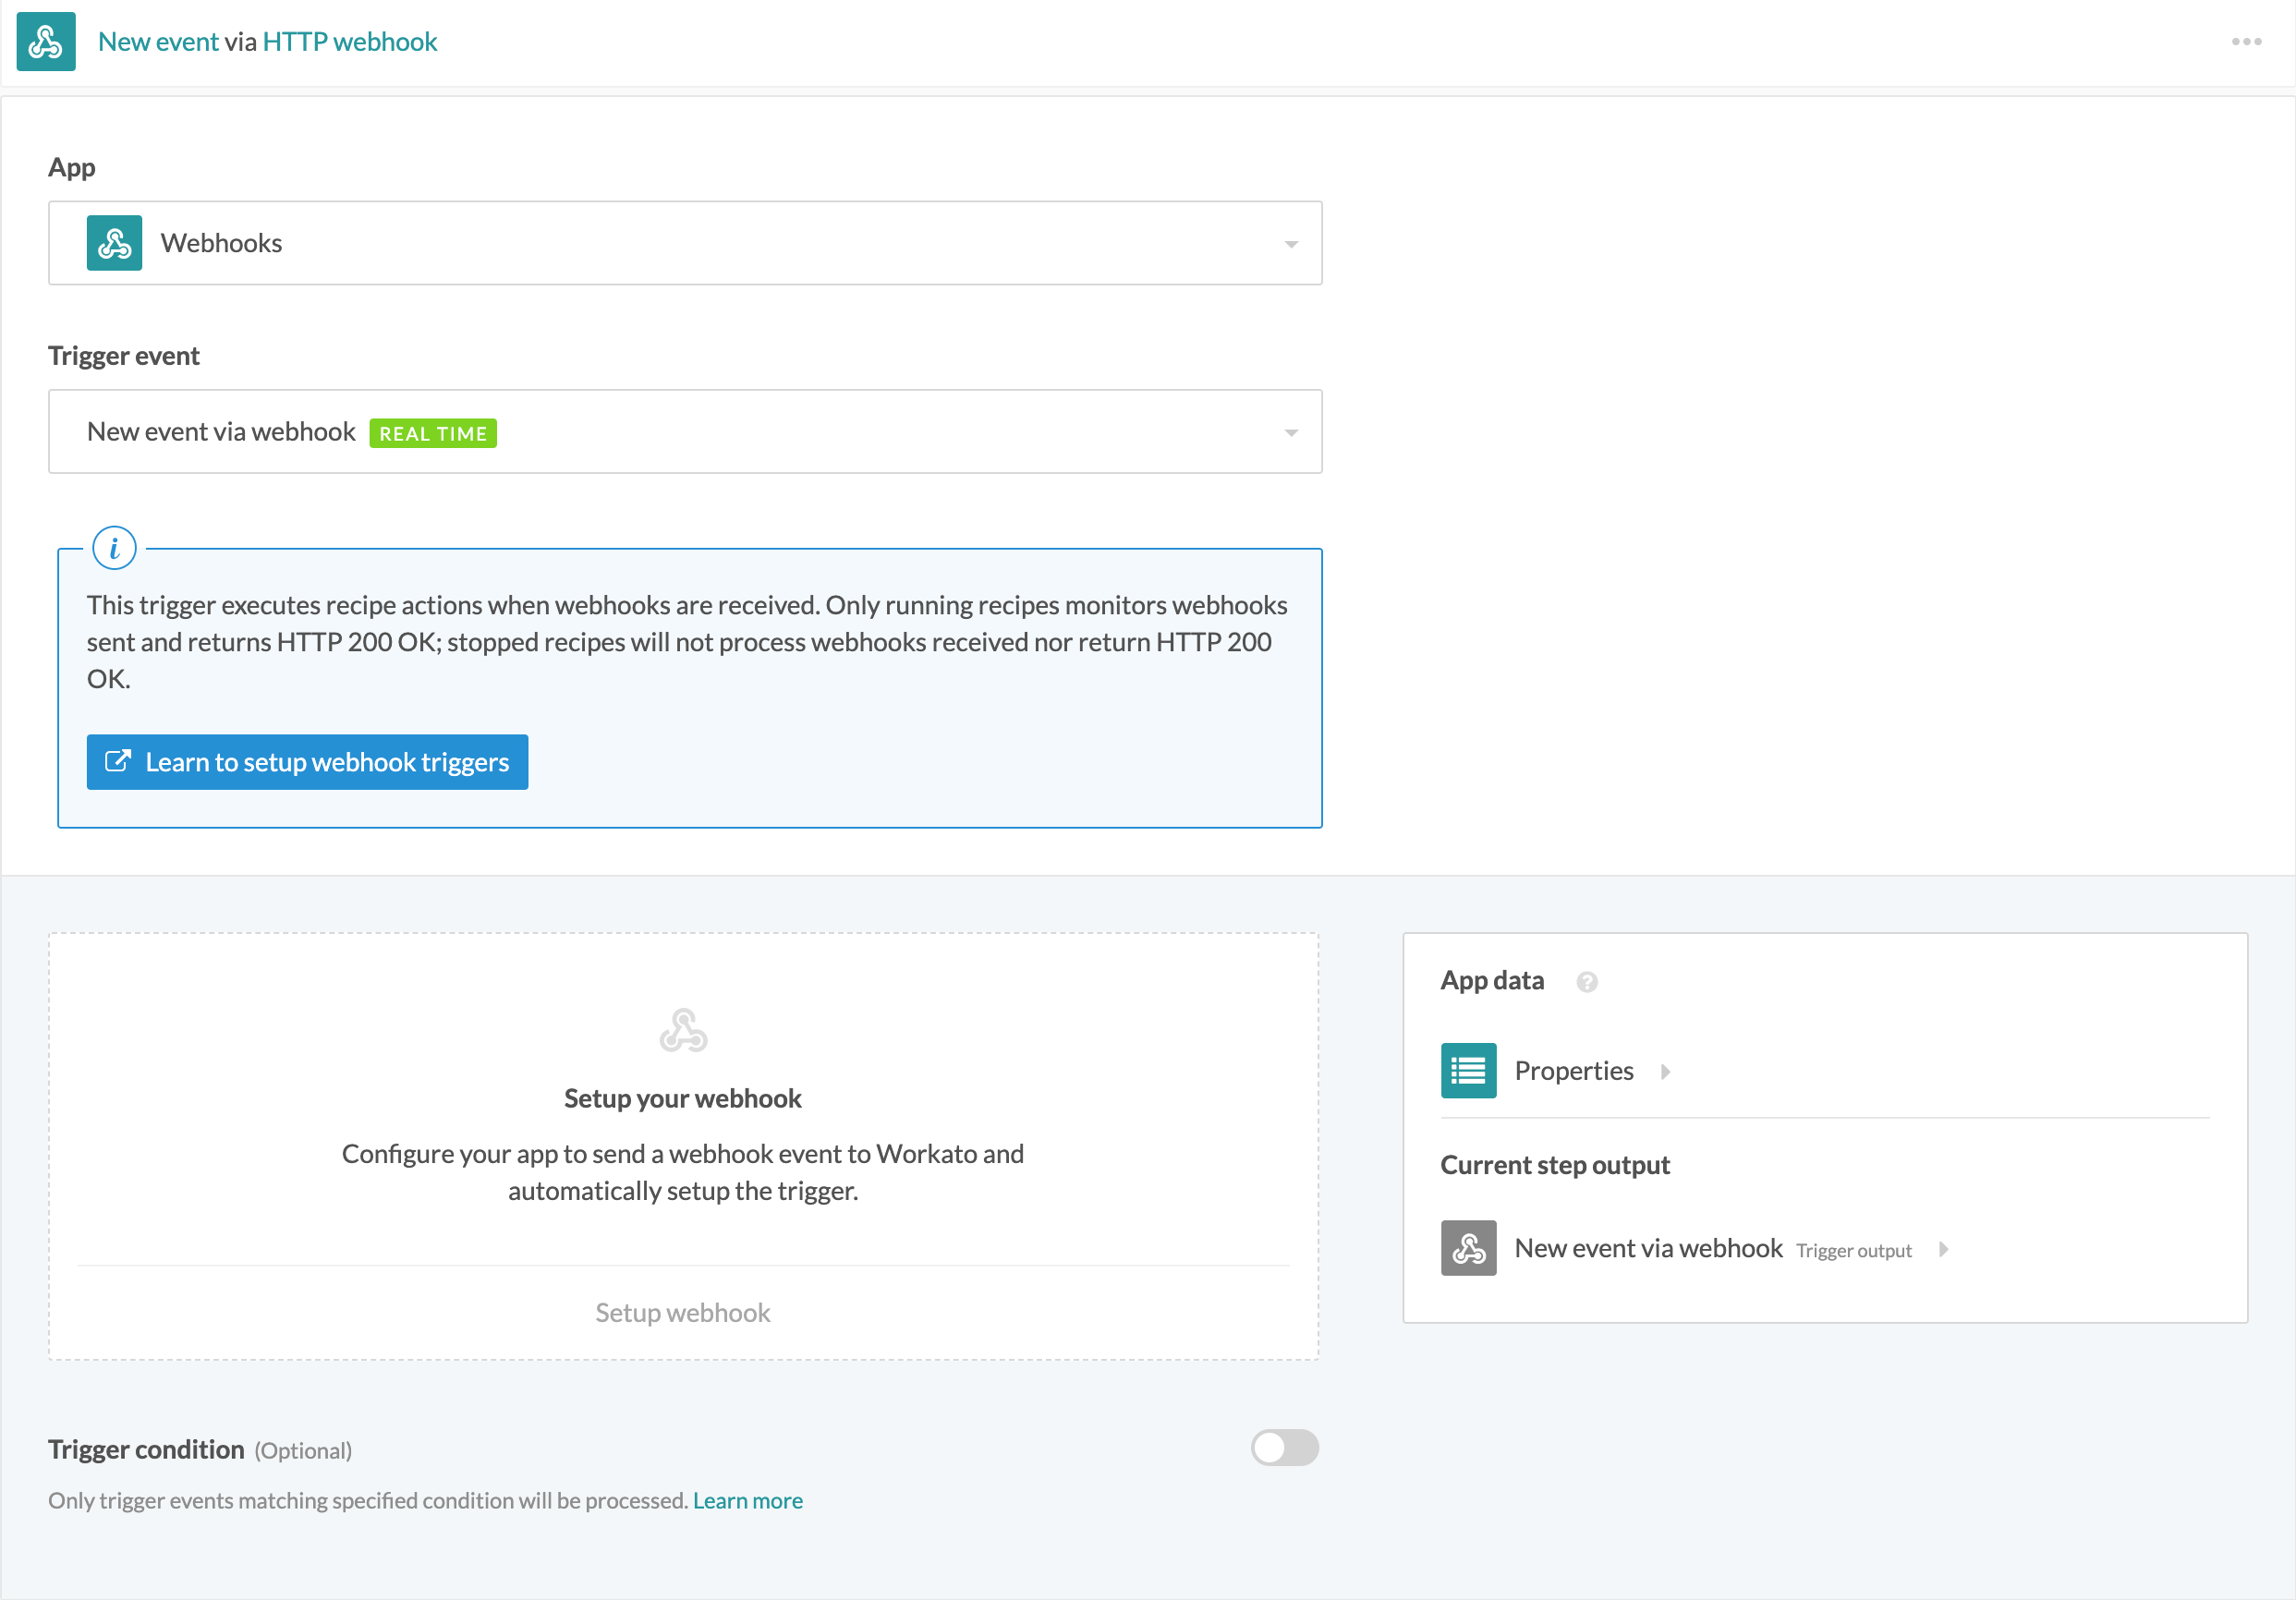 New event via HTTP webhook
App
Webhooks
Trigger event
New event via webhook REAL TIME
i
This trigger executes recipe actions when webhooks are received. Only running recipes monitors webhooks
sent and returns HTTP 200 OK; stopped recipes will not process webhooks received nor return HTTP 200
OK.
Learn to setup webhook triggers
Setup your webhook
Configure your app to send a webhook event to Workato and
automatically setup the trigger.
Setup webhook
App data ?
Properties
Current step output
New event via webhook Trigger output
Trigger condition (Optional)
Only trigger events matching specified condition will be processed. Learn more